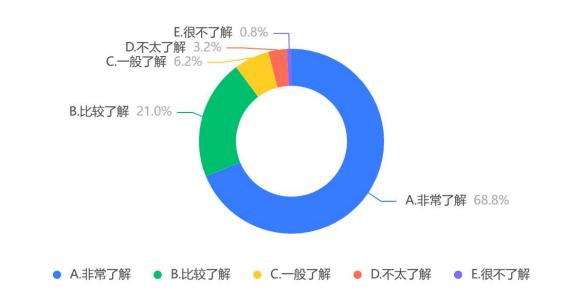 E.很不了解 0.8%
D.不太了解 3.2%
C.一般了解 6.2%
B.比较了解 21.0%
A.非常了解 68.8%
A.非常了解 B.比较了解 C.一般了解 D.不太了解 E.很不了解